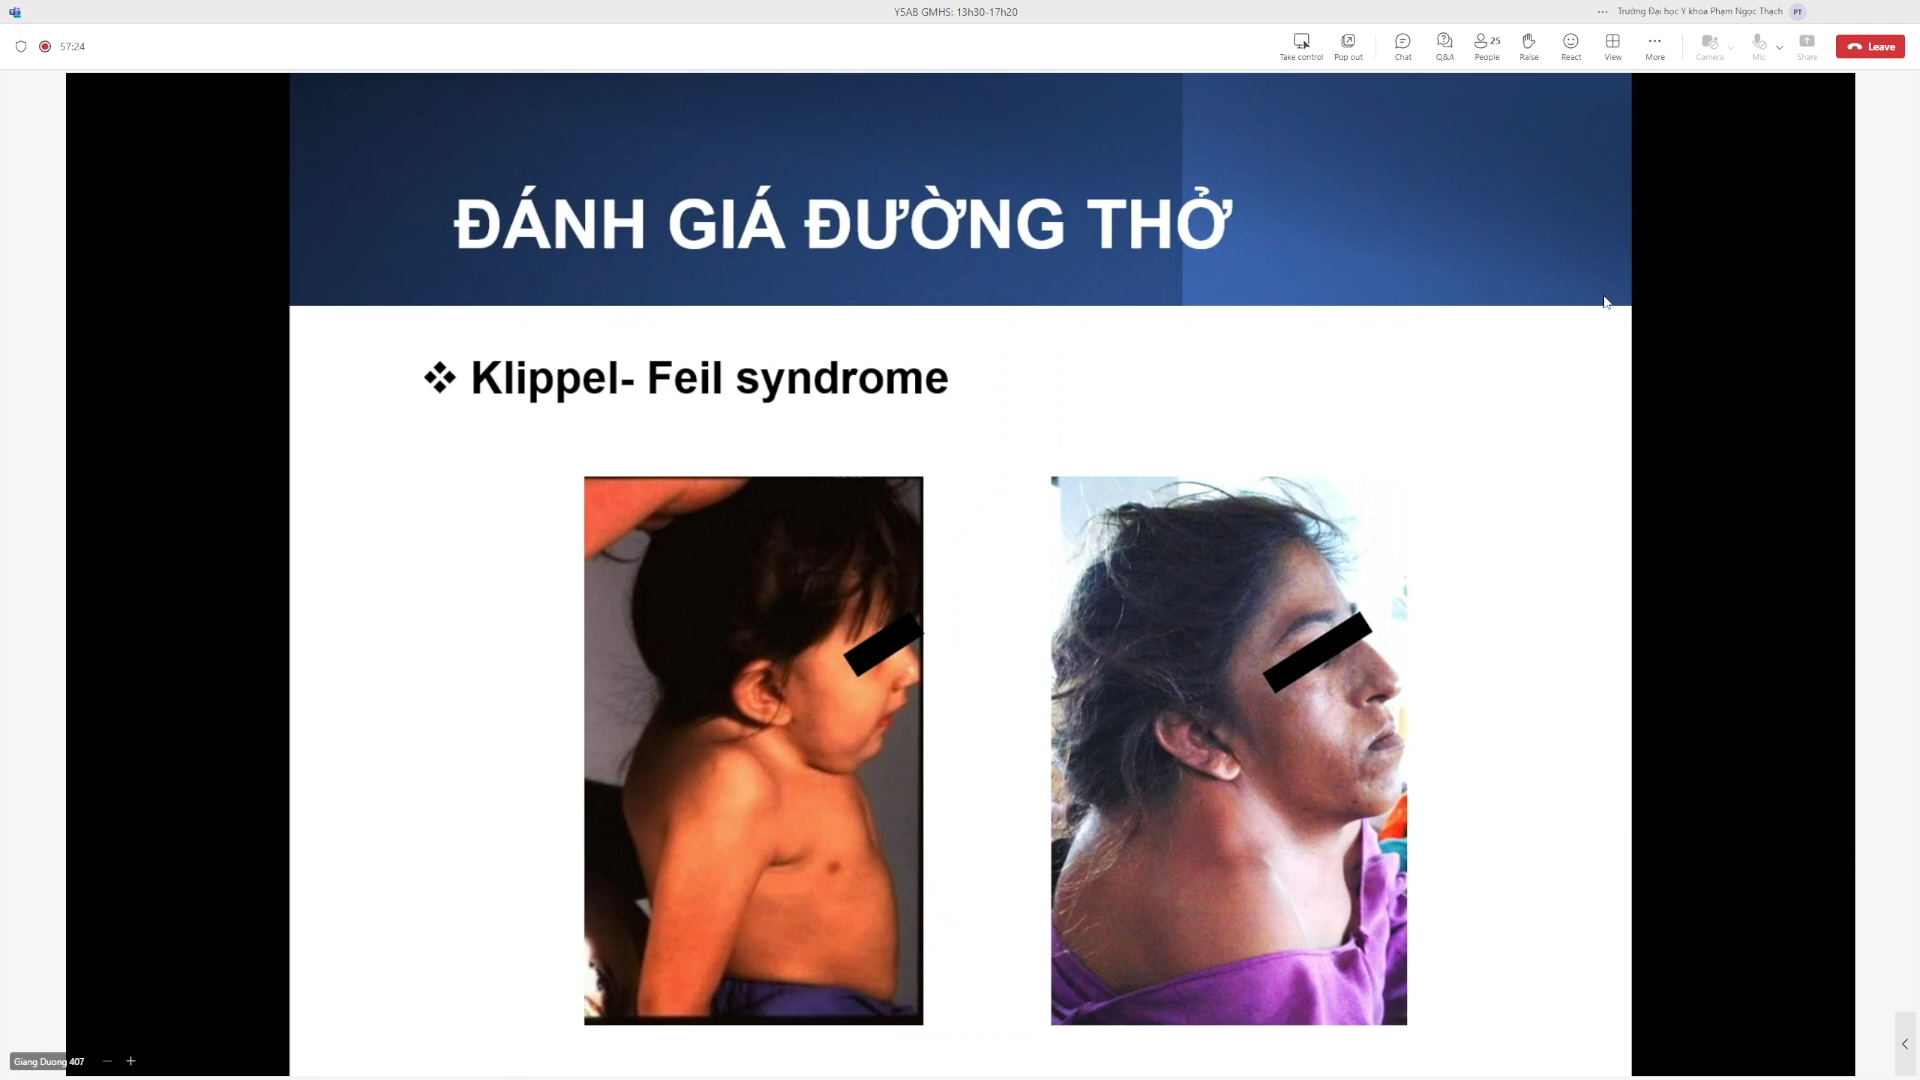 Y5AB GMHS: 13h30-17h20
Trường Đại học Y khoa Phạm Ngọc Thạch PT
57:24
25
Take control Pop out Chat Q&A People Raise React View More Camera Mic Share Leave
ĐÁNH GIÁ ĐƯỜNG THỞ
❖ Klippel- Feil syndrome
Giang Duong 407